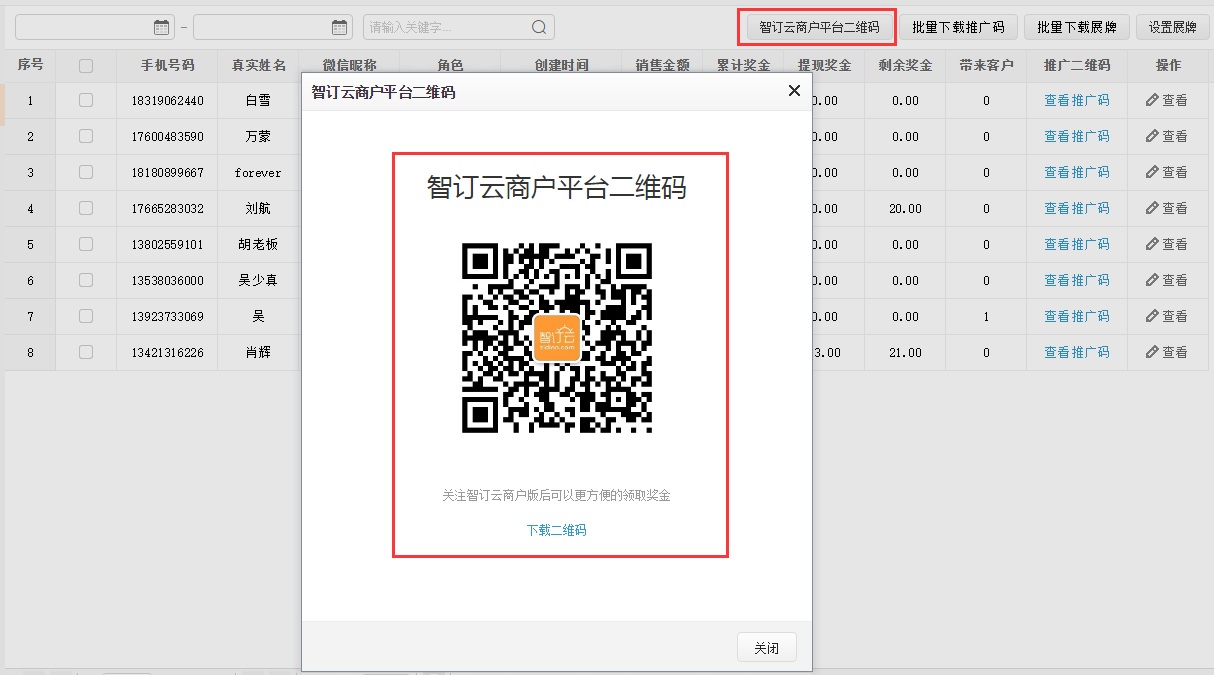 – 请输入关键字... 智订云商户平台二维码 批量下载推广码 批量下载展牌 设置展牌
序号 手机号码 真实姓名 微信昵称 角色 创建时间 销售金额 累计奖金 提现奖金 剩余奖金 带来客户 推广二维码 操作
智订云商户平台二维码
1 18319062440 白雪 0.00 0.00 0 查看推广码 查看
2 17600483590 万蒙 0.00 0.00 0 查看推广码 查看
3 18180899667 forever 0.00 0.00 0 查看推广码 查看
智订云商户平台二维码
4 17665283032 刘航 0.00 20.00 0 查看推广码 查看
5 13802559101 胡老板 0.00 0.00 0 查看推广码 查看
6 13538036000 吴少真 0.00 0.00 0 查看推广码 查看
7 13923733069 吴 0.00 0.00 1 查看推广码 查看
8 13421316226 肖辉 3.00 21.00 0 查看推广码 查看
关注智订云商户版后可以更方便的领取奖金
下载二维码
关闭